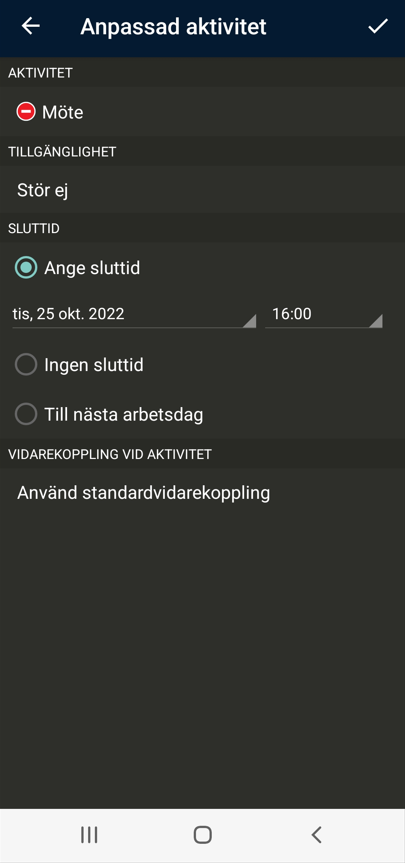 Anpassad aktivitet
AKTIVITET
Möte
TILLGÄNGLIGHET
Stör ej
SLUTTID
Ange sluttid
tis, 25 okt. 2022 16:00
Ingen sluttid
Till nästa arbetsdag
VIDAREKOPPLING VID AKTIVITET
Använd standardvidarekoppling